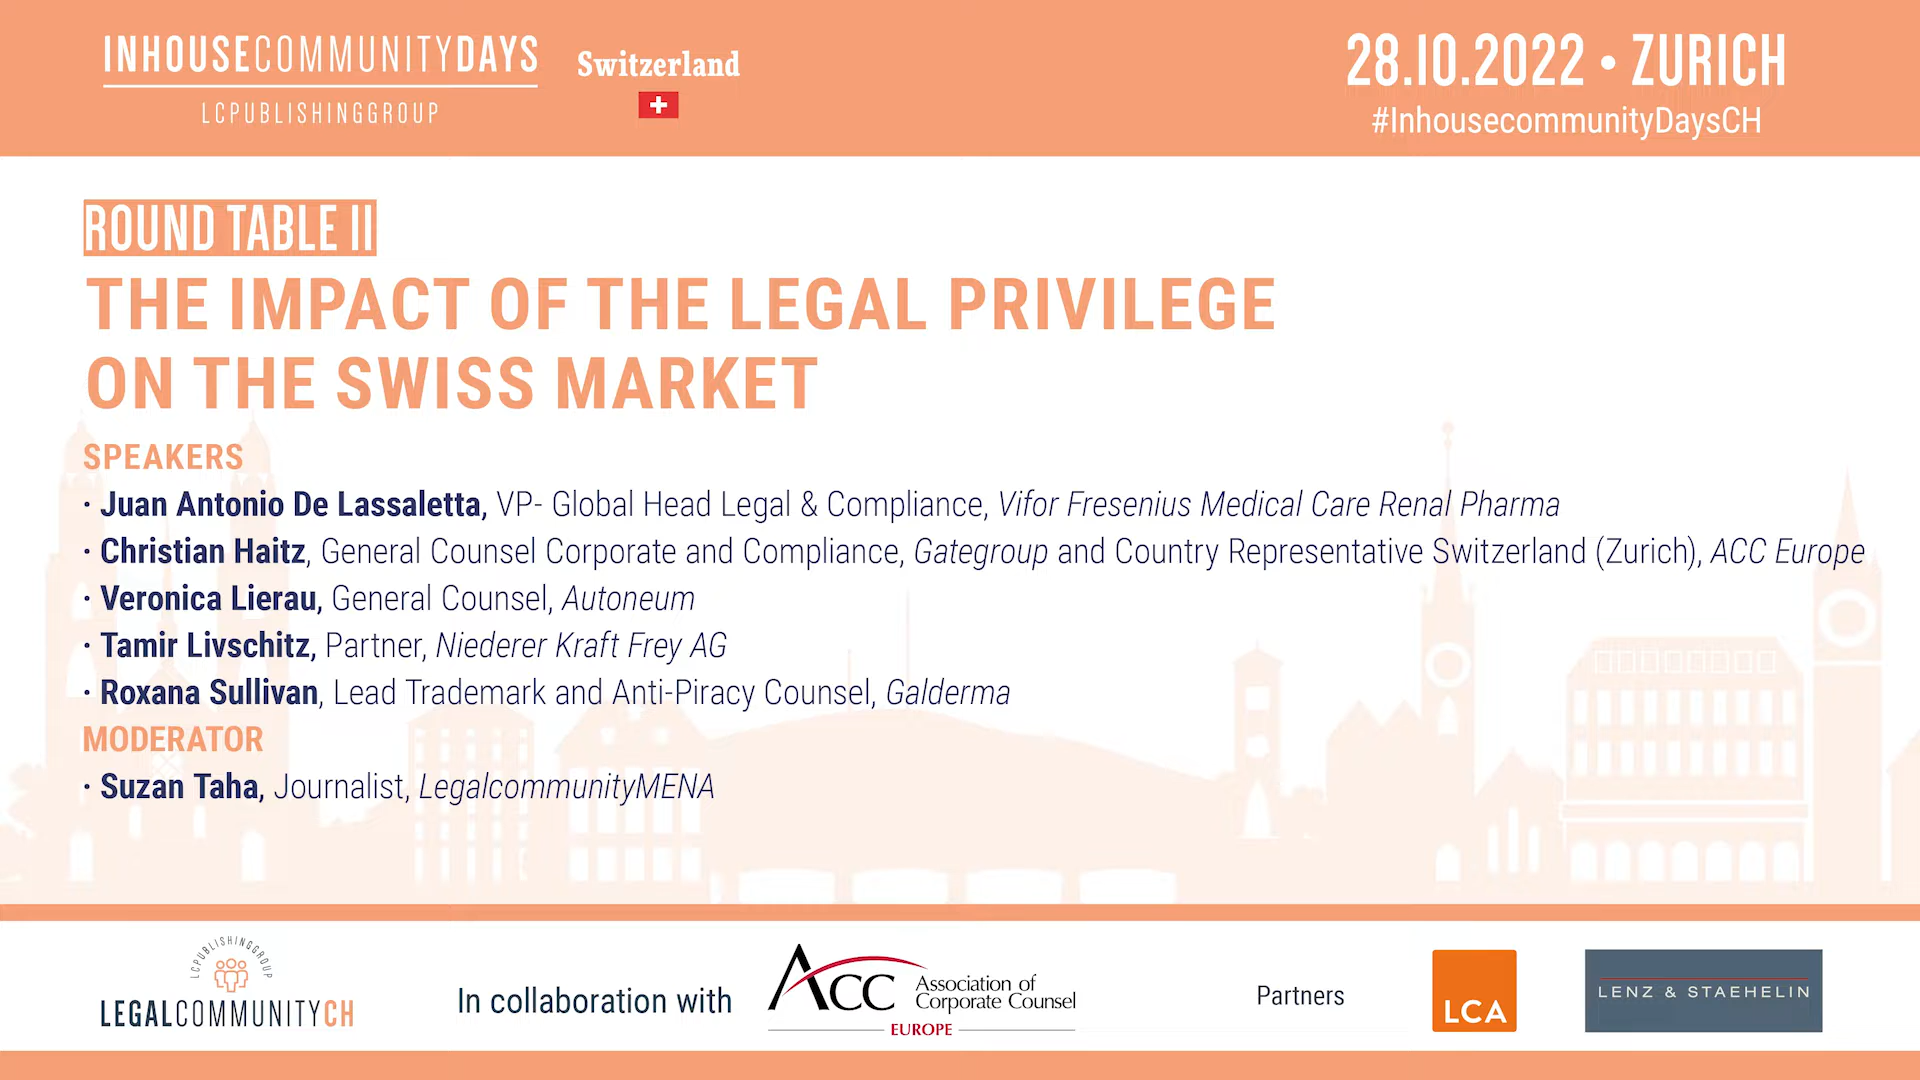 INHOUSECOMMUNITYDAYS
LCPUBLISHINGGROUP
Switzerland
28.10.2022 • ZURICH
#InhousecommunityDaysCH
ROUND TABLE II
THE IMPACT OF THE LEGAL PRIVILEGE
ON THE SWISS MARKET
SPEAKERS
· Juan Antonio De Lassaletta, VP- Global Head Legal & Compliance, Vifor Fresenius Medical Care Renal Pharma
· Christian Haitz, General Counsel Corporate and Compliance, Gategroup and Country Representative Switzerland (Zurich), ACC Europe
· Veronica Lierau, General Counsel, Autoneum
· Tamir Livschitz, Partner, Niederer Kraft Frey AG
· Roxana Sullivan, Lead Trademark and Anti-Piracy Counsel, Galderma
MODERATOR
· Suzan Taha, Journalist, LegalcommunityMENA
LCPUBLISHINGGROUP
LEGALCOMMUNITYCH
In collaboration with
ACC Association of
Corporate Counsel
EUROPE
Partners
LCA
LENZ & STAEHELIN